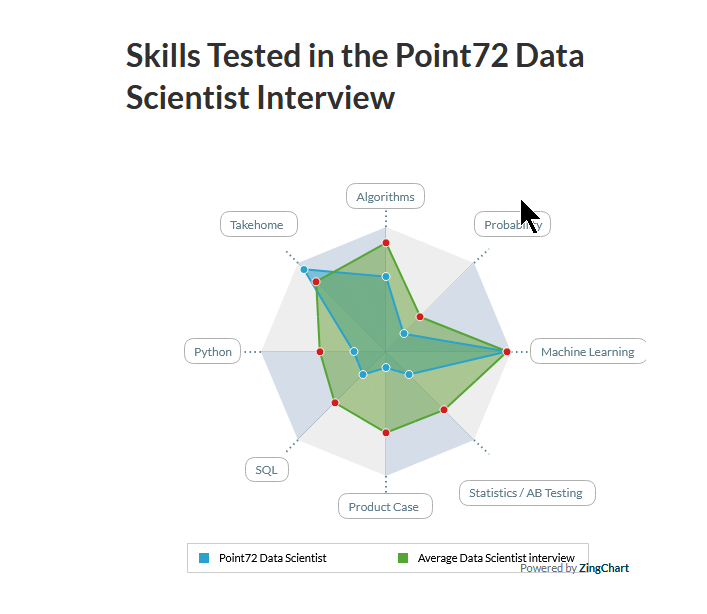 Skills Tested in the Point72 Data
Scientist Interview
Algorithms
Takehome
Probability
Python
Machine Learning
SQL
Statistics / AB Testing
Product Case
Point72 Data Scientist
Average Data Scientist interview
Powered by ZingChart